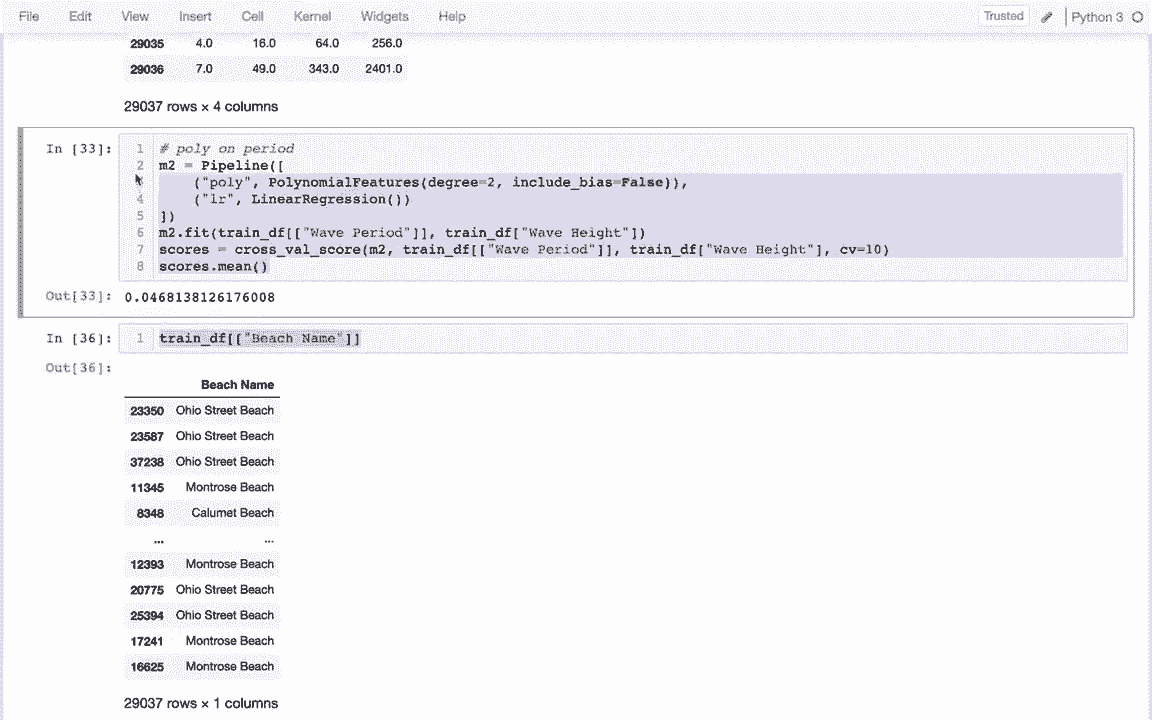 File Edit View Insert Cell Kernel Widgets Help Trusted Python 3
29035 4.0 16.0 64.0 256.0
29036 7.0 49.0 343.0 2401.0
29037 rows × 4 columns
In [33]: 1 # poly on period
2 m2 = Pipeline([
3 ("poly", PolynomialFeatures(degree=2, include_bias=False)),
4 ("lr", LinearRegression())
5 ])
6 m2.fit(train_df[["Wave Period"]], train_df["Wave Height"])
7 scores = cross_val_score(m2, train_df[["Wave Period"]], train_df["Wave Height"], cv=10)
8 scores.mean()
Out[33]: 0.0468138126176008
In [36]: 1 train_df[["Beach Name"]]
Out[36]:
Beach Name
23350 Ohio Street Beach
23587 Ohio Street Beach
37238 Ohio Street Beach
11345 Montrose Beach
8348 Calumet Beach
... ...
12393 Montrose Beach
20775 Ohio Street Beach
25394 Ohio Street Beach
17241 Montrose Beach
16625 Montrose Beach
29037 rows × 1 columns